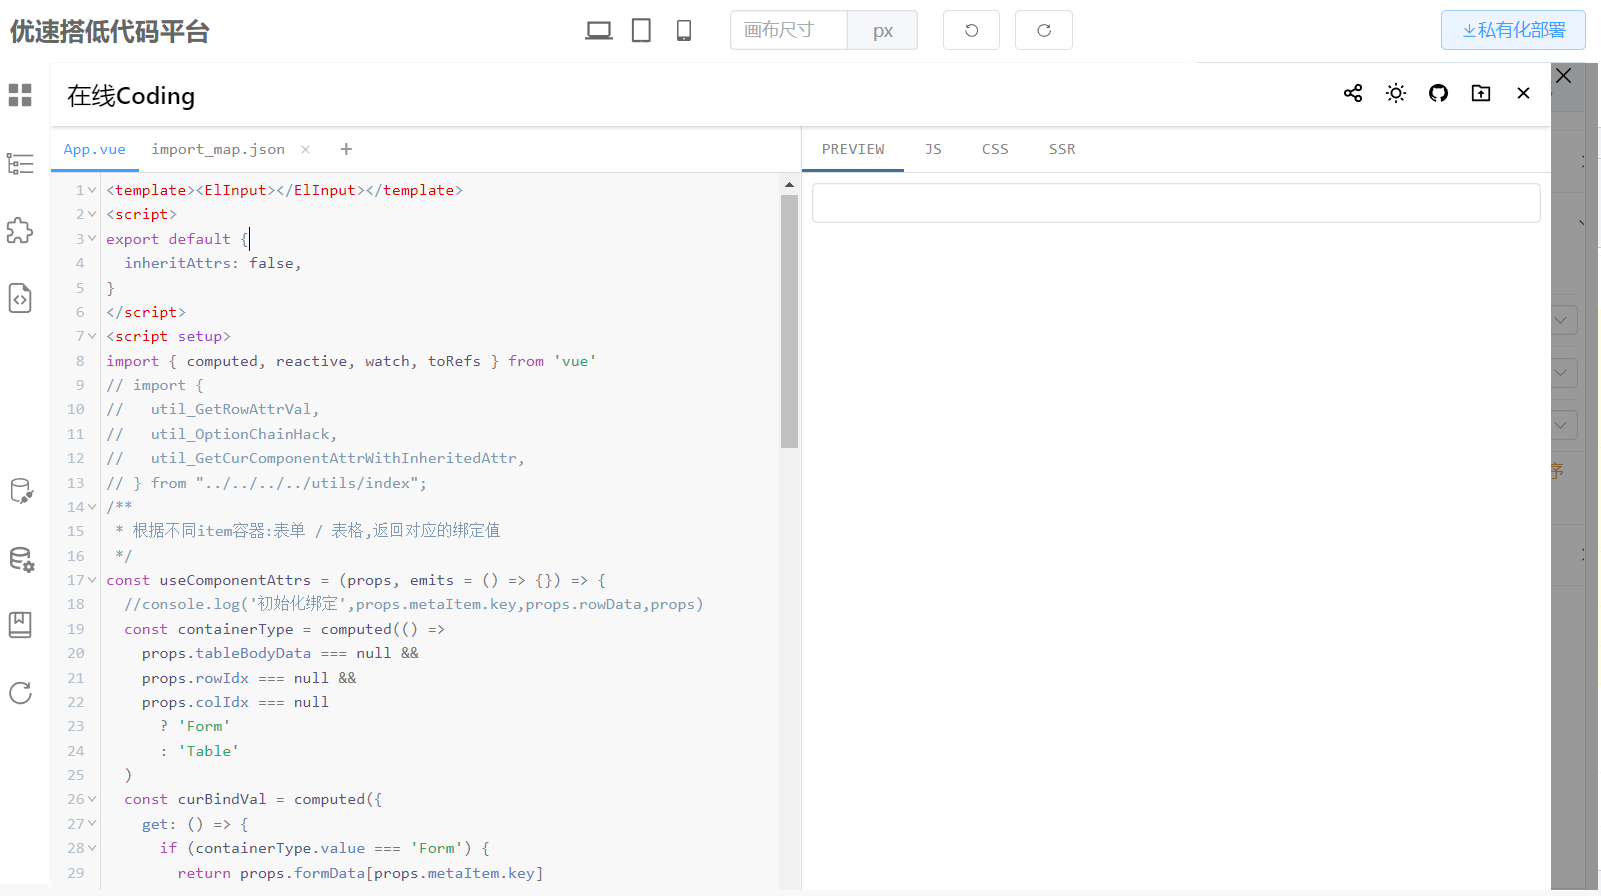 优速搭低代码平台
画布尺寸
px
私有化部署
在线Coding
App.vue
import_map.json
PREVIEW
JS
CSS
SSR
1 <template><ElInput></ElInput></template>
2 <script>
3 export default {
4 inheritAttrs: false,
5 }
6 </script>
7 <script setup>
8 import { computed, reactive, watch, toRefs } from 'vue'
9 // import {
10 // util_GetRowAttrVal,
11 // util_OptionChainHack,
12 // util_GetCurComponentAttrWithInheritedAttr,
13 // } from "../../../../utils/index";
14 /**
15 * 根据不同item容器:表单 / 表格,返回对应的绑定值
16 */
17 const useComponentAttrs = (props, emits = () => {}) => {
18 //console.log('初始化绑定',props.metaItem.key,props.rowData,props)
19 const containerType = computed(() =>
20 props.tableBodyData === null &&
21 props.rowIdx === null &&
22 props.colIdx === null
23 ? 'Form'
24 : 'Table'
25 )
26 const curBindVal = computed({
27 get: () => {
28 if (containerType.value === 'Form') {
29 return props.formData[props.metaItem.key]
序